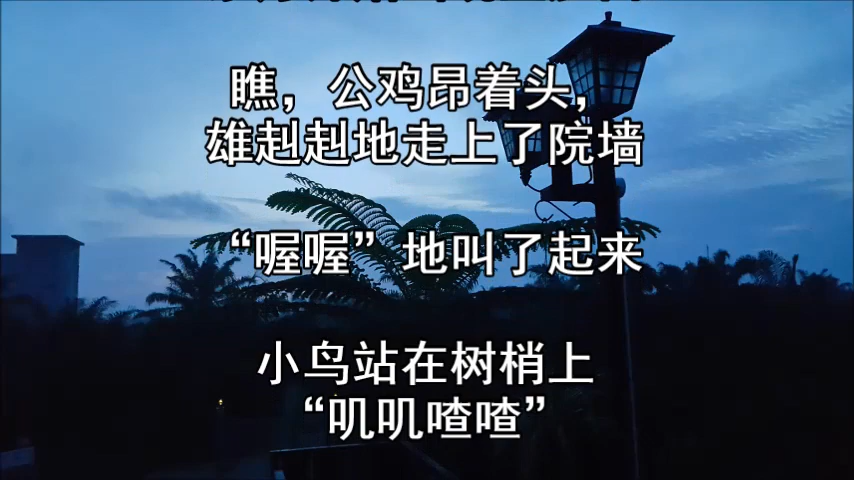 瞧，公鸡昂着头，
雄赳赳地走上了院墙
“喔喔”地叫了起来
小鸟站在树梢上
“叽叽喳喳”